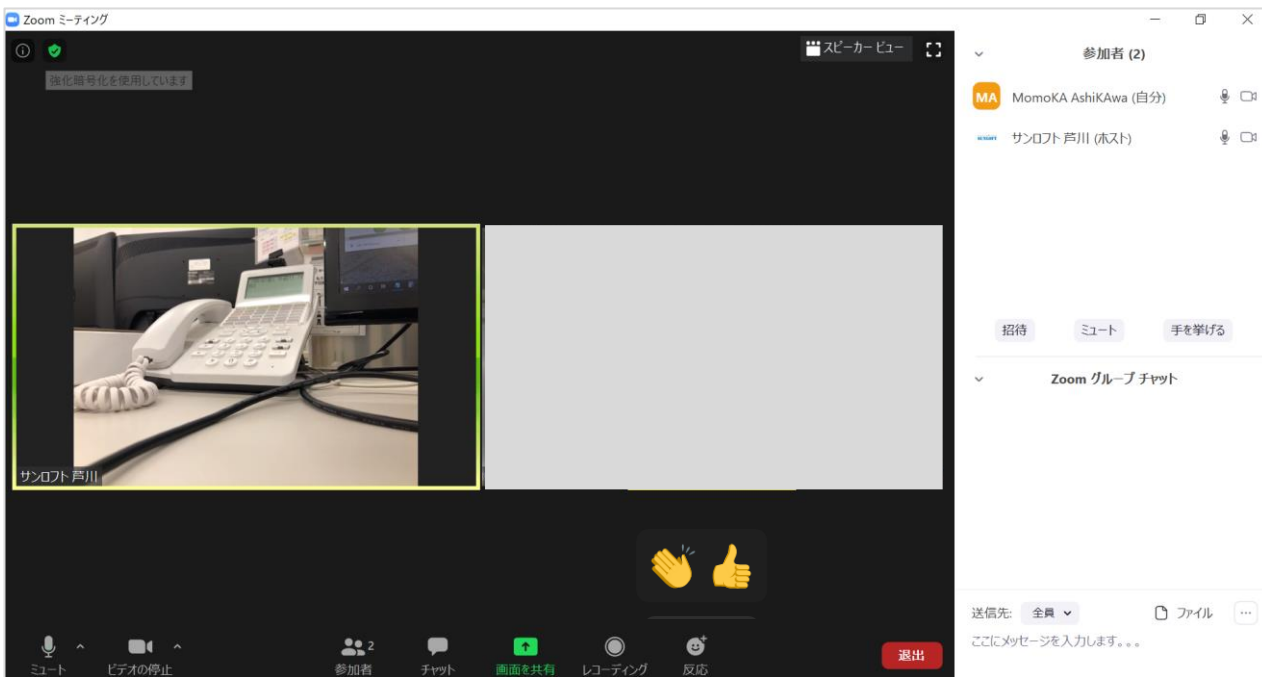 Zoom ミーティング
スピーカー ビュー
強化暗号化を使用しています
サンロフト 芦川
ミュート
ビデオの停止
2
参加者
チャット
画面を共有
レコーディング
反応
退出
参加者 (2)
MA MomoKA AshiKAwa (自分)
サンロフト 芦川 (ホスト)
招待 ミュート 手を挙げる
Zoom グループ チャット
送信先: 全員 ファイル
ここにメッセージを入力します。。。